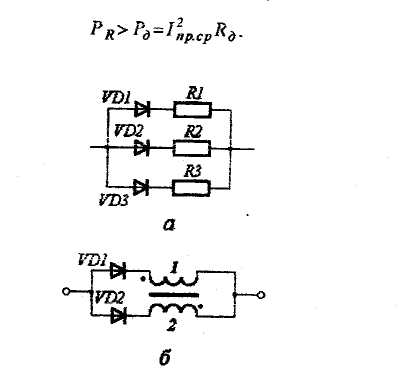 P_R > P_д = I²_пр.ср R_д.
VD1 R1
VD2 R2
VD3 R3
а
VD1 1
VD2 2
б